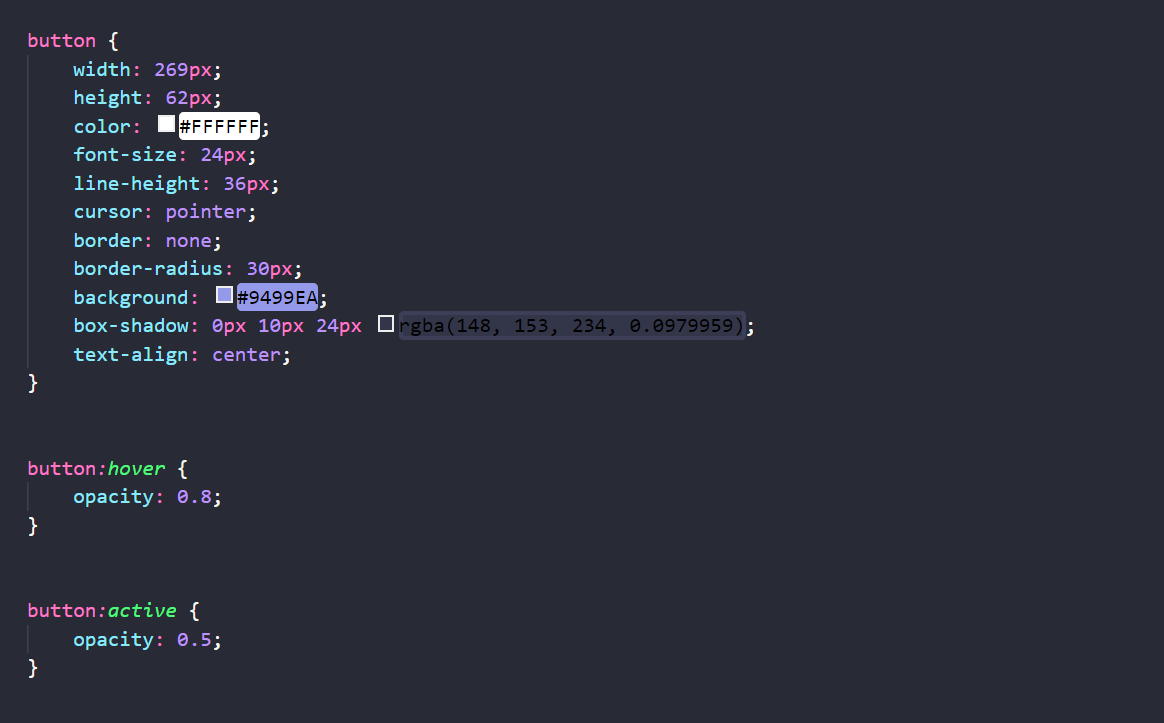 button {
width: 269px;
height: 62px;
color: #FFFFFF;
font-size: 24px;
line-height: 36px;
cursor: pointer;
border: none;
border-radius: 30px;
background: #9499EA;
box-shadow: 0px 10px 24px rgba(148, 153, 234, 0.0979959);
text-align: center;
}
button:hover {
opacity: 0.8;
}
button:active {
opacity: 0.5;
}